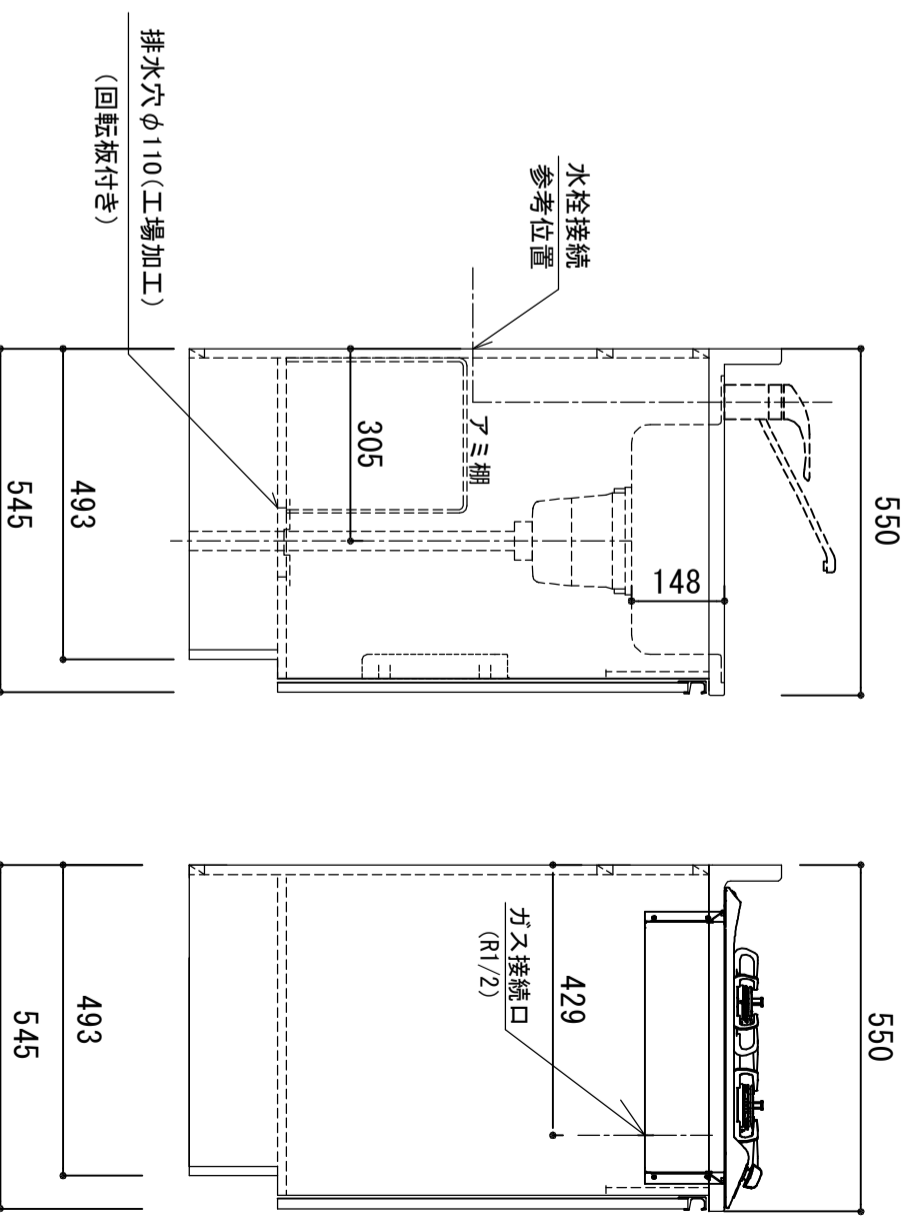 550
水栓接続
参考位置
148
アミ棚
305
排水穴φ110(工場加工)
(回転板付き)
493
545
550
ガス接続口
(R1/2)
429
493
545